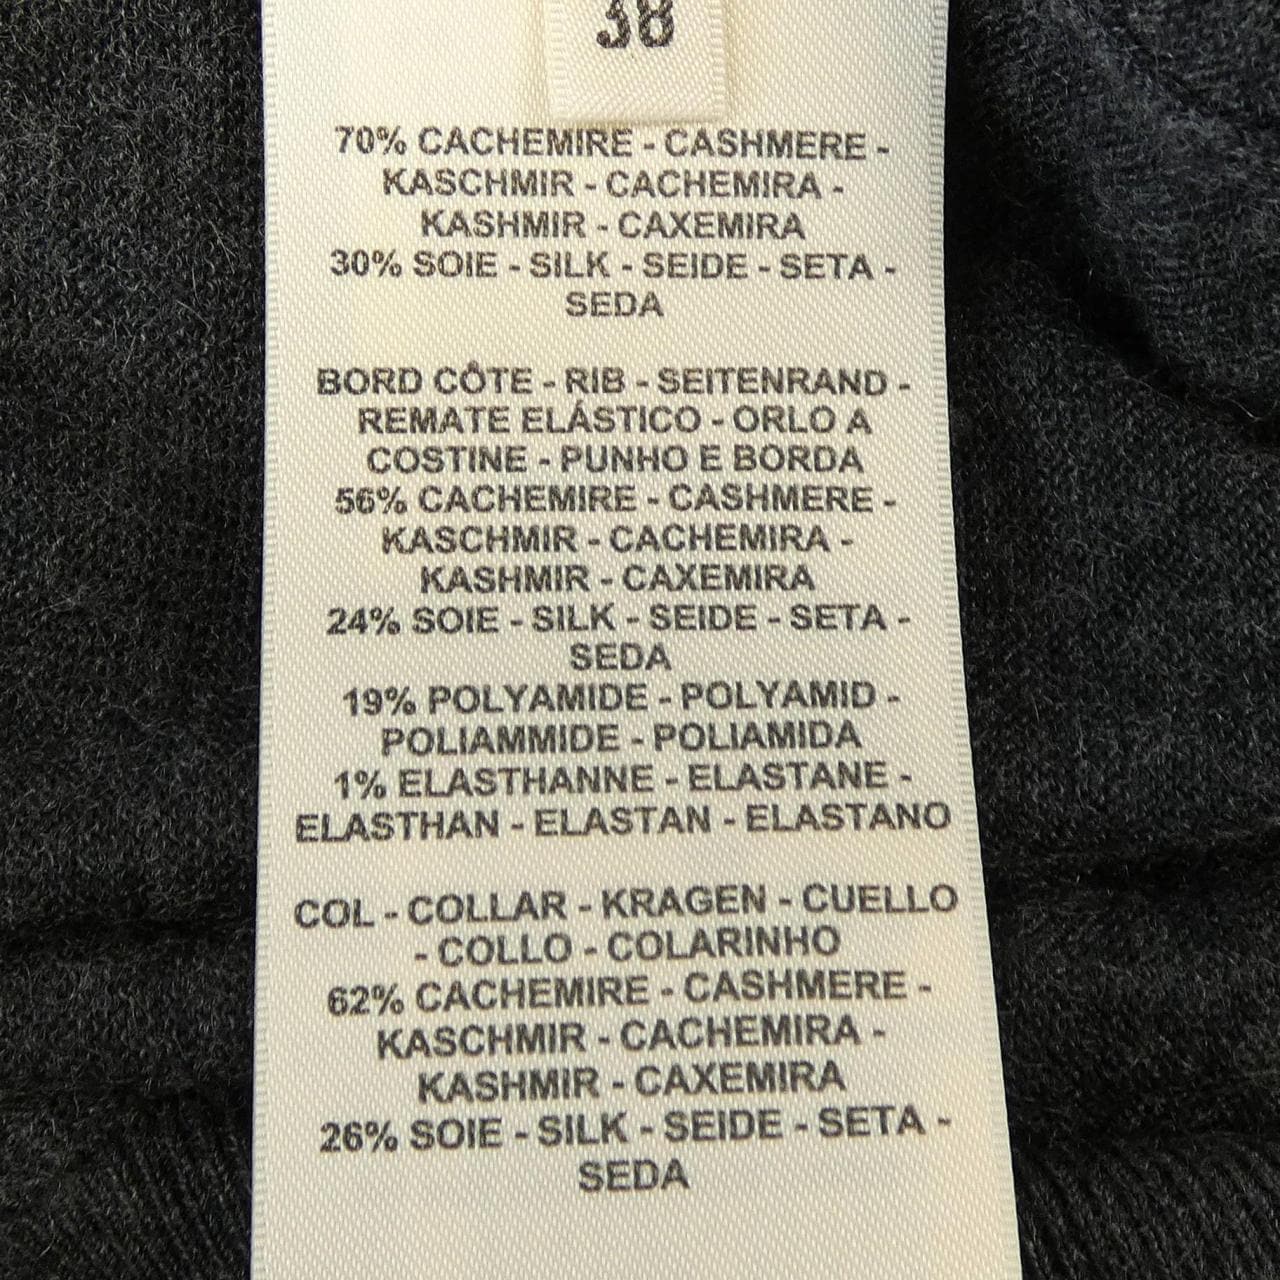 38
70% CACHEMIRE - CASHMERE -
KASCHMIR - CACHEMIRA -
KASHMIR - CAXEMIRA
30% SOIE - SILK - SEIDE - SETA -
SEDA
BORD CÔTE - RIB - SEITENRAND -
REMATE ELÁSTICO - ORLO A
COSTINE - PUNHO E BORDA
56% CACHEMIRE - CASHMERE -
KASCHMIR - CACHEMIRA -
KASHMIR - CAXEMIRA
24% SOIE - SILK - SEIDE - SETA -
SEDA
19% POLYAMIDE - POLYAMID -
POLIAMMIDE - POLIAMIDA
1% ELASTHANNE - ELASTANE -
ELASTHAN - ELASTAN - ELASTANO
COL - COLLAR - KRAGEN - CUELLO
- COLLO - COLARINHO
62% CACHEMIRE - CASHMERE -
KASCHMIR - CACHEMIRA -
KASHMIR - CAXEMIRA
26% SOIE - SILK - SEIDE - SETA -
SEDA